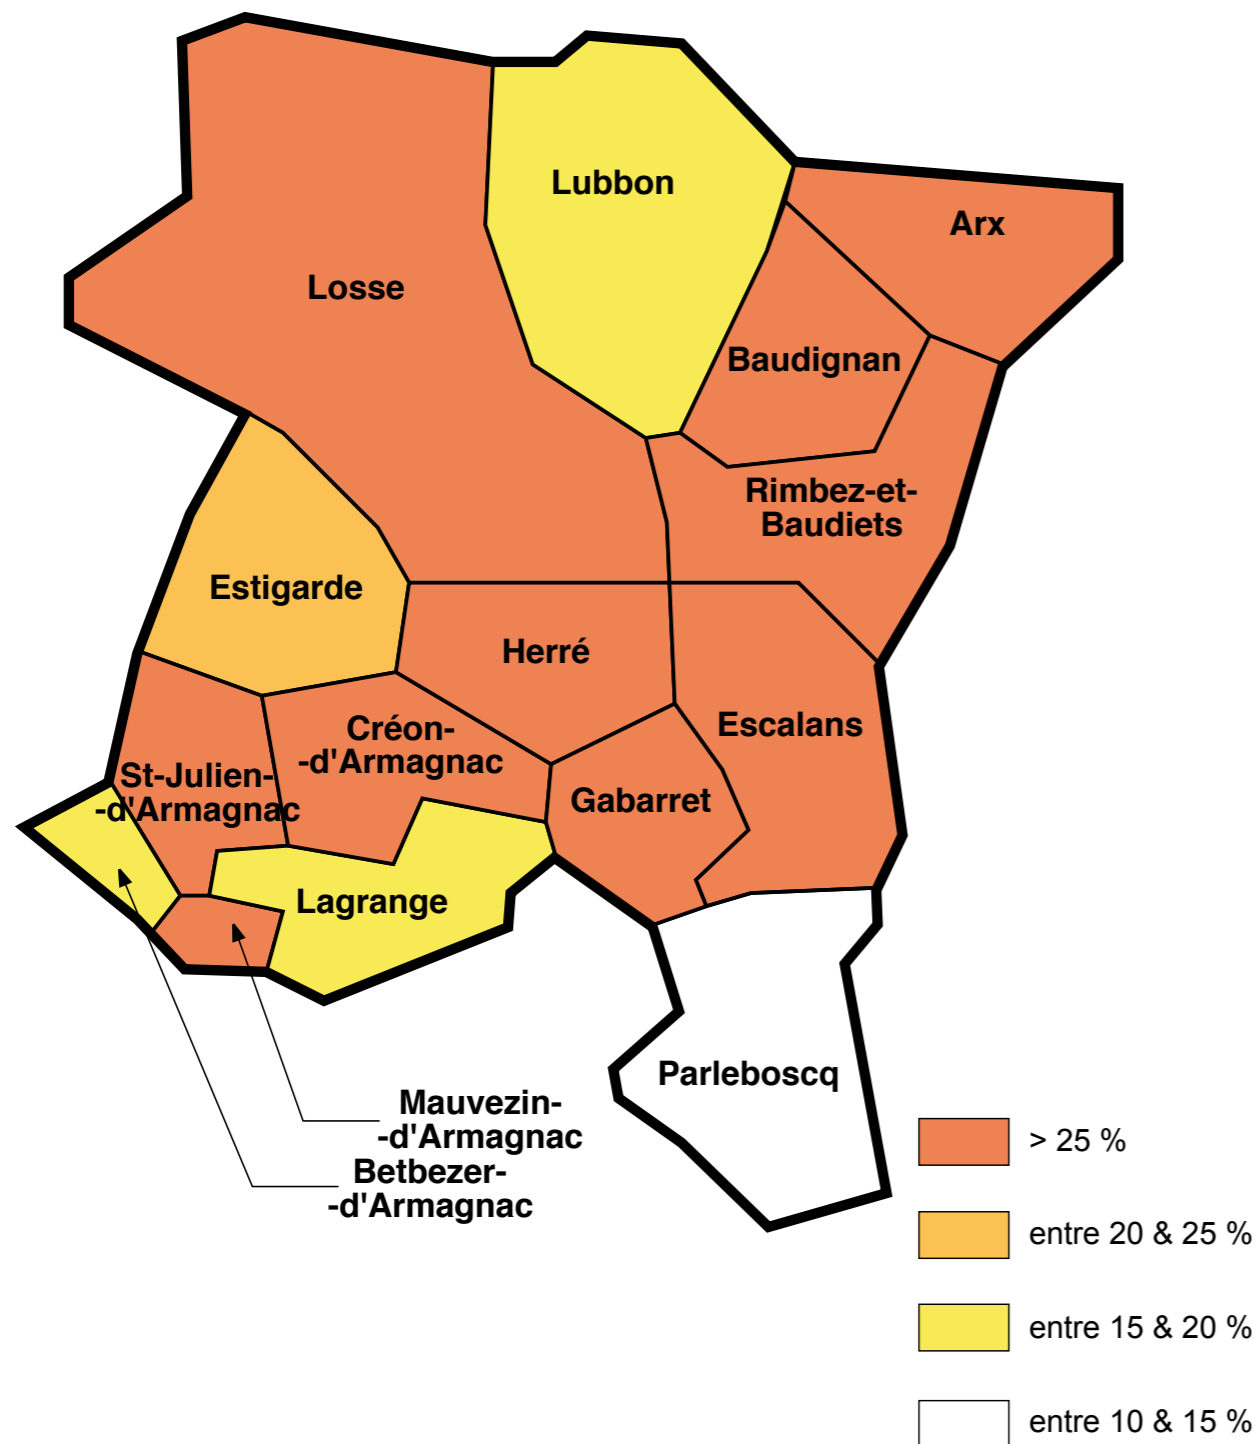 Lubbon
Arx
Losse
Baudignan
Rimbez-et-
Baudiets
Estigarde
Herré
Escalans
Créon-
-d'Armagnac
St-Julien-
-d'Armagnac
Gabarret
Lagrange
Parleboscq
Mauvezin-
-d'Armagnac
Betbezer-
-d'Armagnac
> 25 %
entre 20 & 25 %
entre 15 & 20 %
entre 10 & 15 %